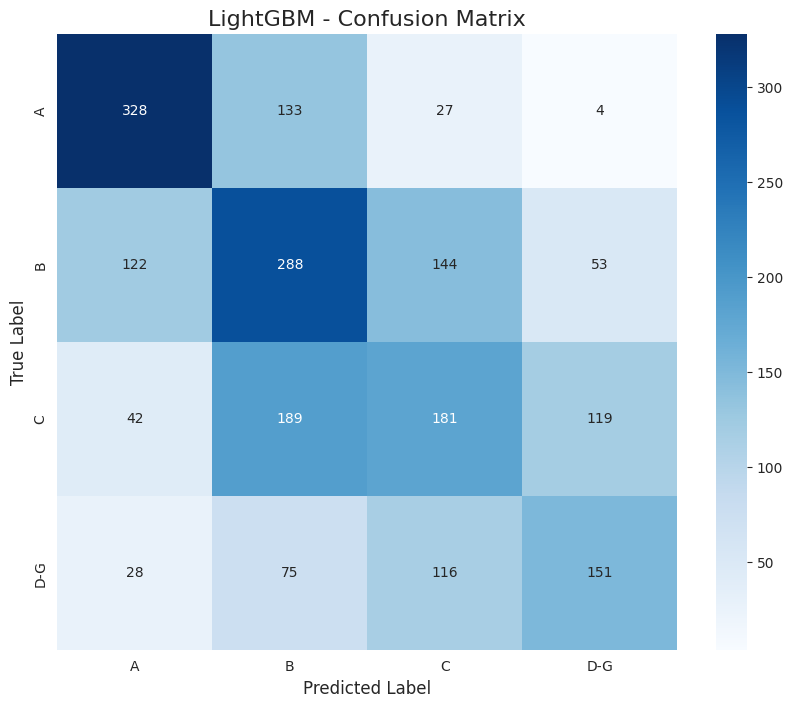 LightGBM - Confusion Matrix
A 328 133 27 4
B 122 288 144 53
C 42 189 181 119
D-G 28 75 116 151
A B C D-G
Predicted Label
True Label
300
250
200
150
100
50